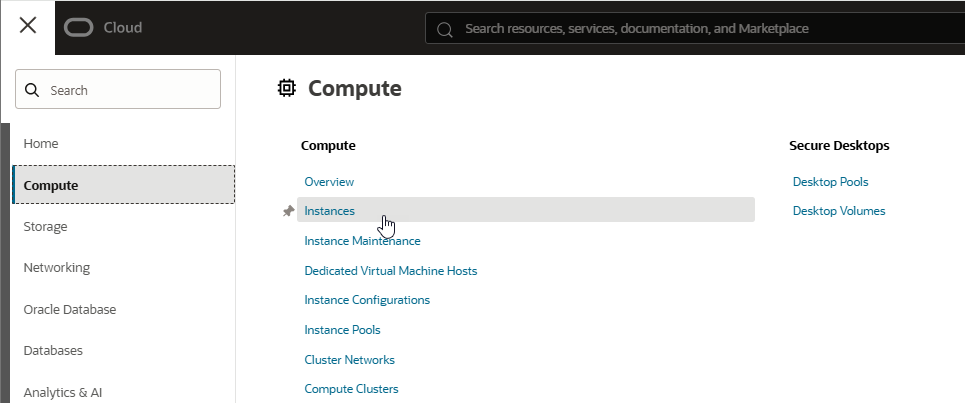 Cloud
Search resources, services, documentation, and Marketplace
Search
Home
Compute
Storage
Networking
Oracle Database
Databases
Analytics & AI
Compute
Compute
Overview
Instances
Instance Maintenance
Dedicated Virtual Machine Hosts
Instance Configurations
Instance Pools
Cluster Networks
Compute Clusters
Secure Desktops
Desktop Pools
Desktop Volumes